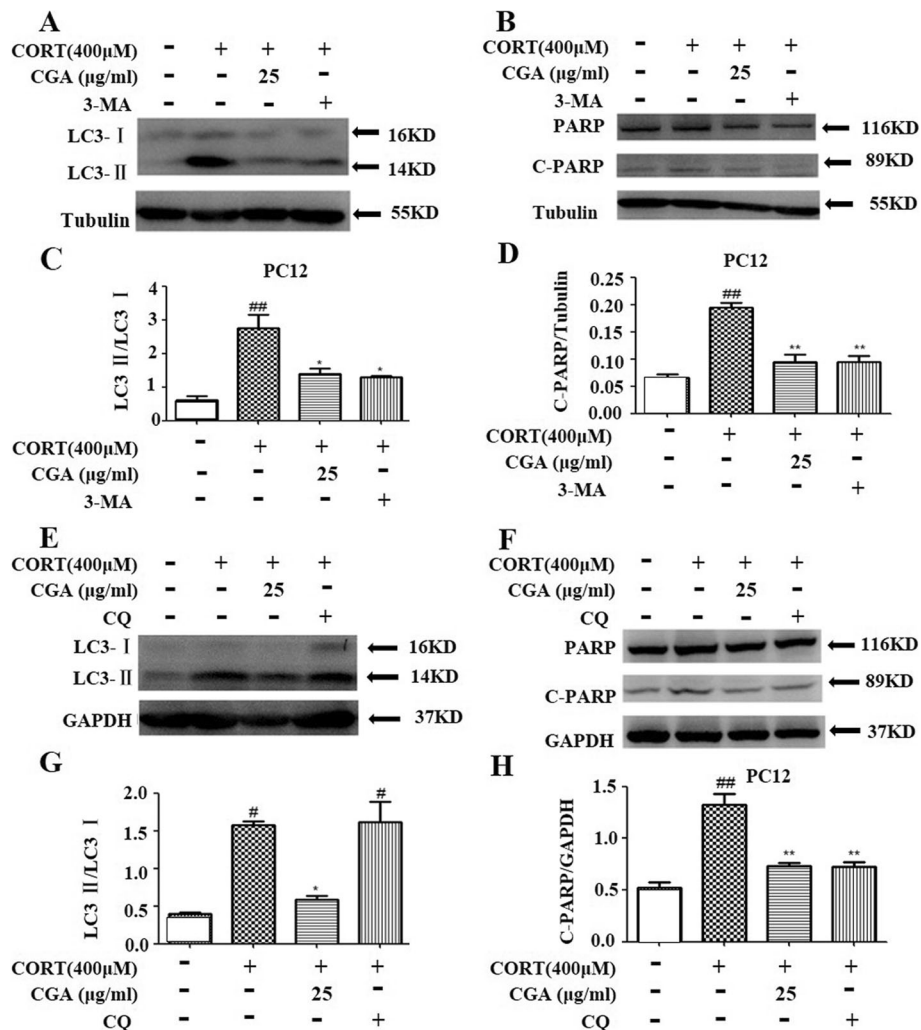 A
CORT(400μM) - + + +
CGA (μg/ml) - - 25 -
3-MA - - - +
LC3-Ⅰ 16KD
LC3-Ⅱ 14KD
Tubulin 55KD
B
CORT(400μM) - + + +
CGA (μg/ml) - - 25 -
3-MA - - - +
PARP 116KD
C-PARP 89KD
Tubulin 55KD
C
PC12
LC3 Ⅱ/LC3 Ⅰ
4
3
2
1
0
## * *
CORT(400μM) - + + +
CGA (μg/ml) - - 25 -
3-MA - - - +
D
PC12
C-PARP/Tubulin
0.25
0.20
0.15
0.10
0.05
0.00
## ** **
CORT(400μM) - + + +
CGA (μg/ml) - - 25 -
3-MA - - - +
E
CORT(400μM) - + + +
CGA (μg/ml) - - 25 -
CQ - - - +
LC3-Ⅰ 16KD
LC3-Ⅱ 14KD
GAPDH 37KD
F
CORT(400μM) - + + +
CGA (μg/ml) - - 25 -
CQ - - - +
PARP 116KD
C-PARP 89KD
GAPDH 37KD
G
LC3 Ⅱ/LC3 Ⅰ
2.0
1.5
1.0
0.5
0.0
# * #
CORT(400μM) - + + +
CGA (μg/ml) - - 25 -
CQ - - - +
H
PC12
C-PARP/GAPDH
1.5
1.0
0.5
0.0
## ** **
CORT(400μM) - + + +
CGA (μg/ml) - - 25 -
CQ - - - +